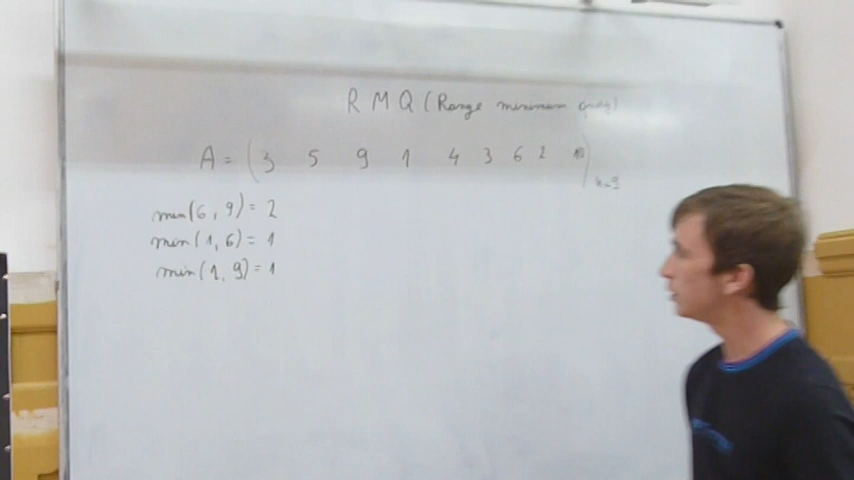 RMQ (Range minimum query)
A = (3 5 9 1 4 3 6 2 10)
n=9
min(6, 9) = 2
min(1, 6) = 1
min(1, 9) = 1